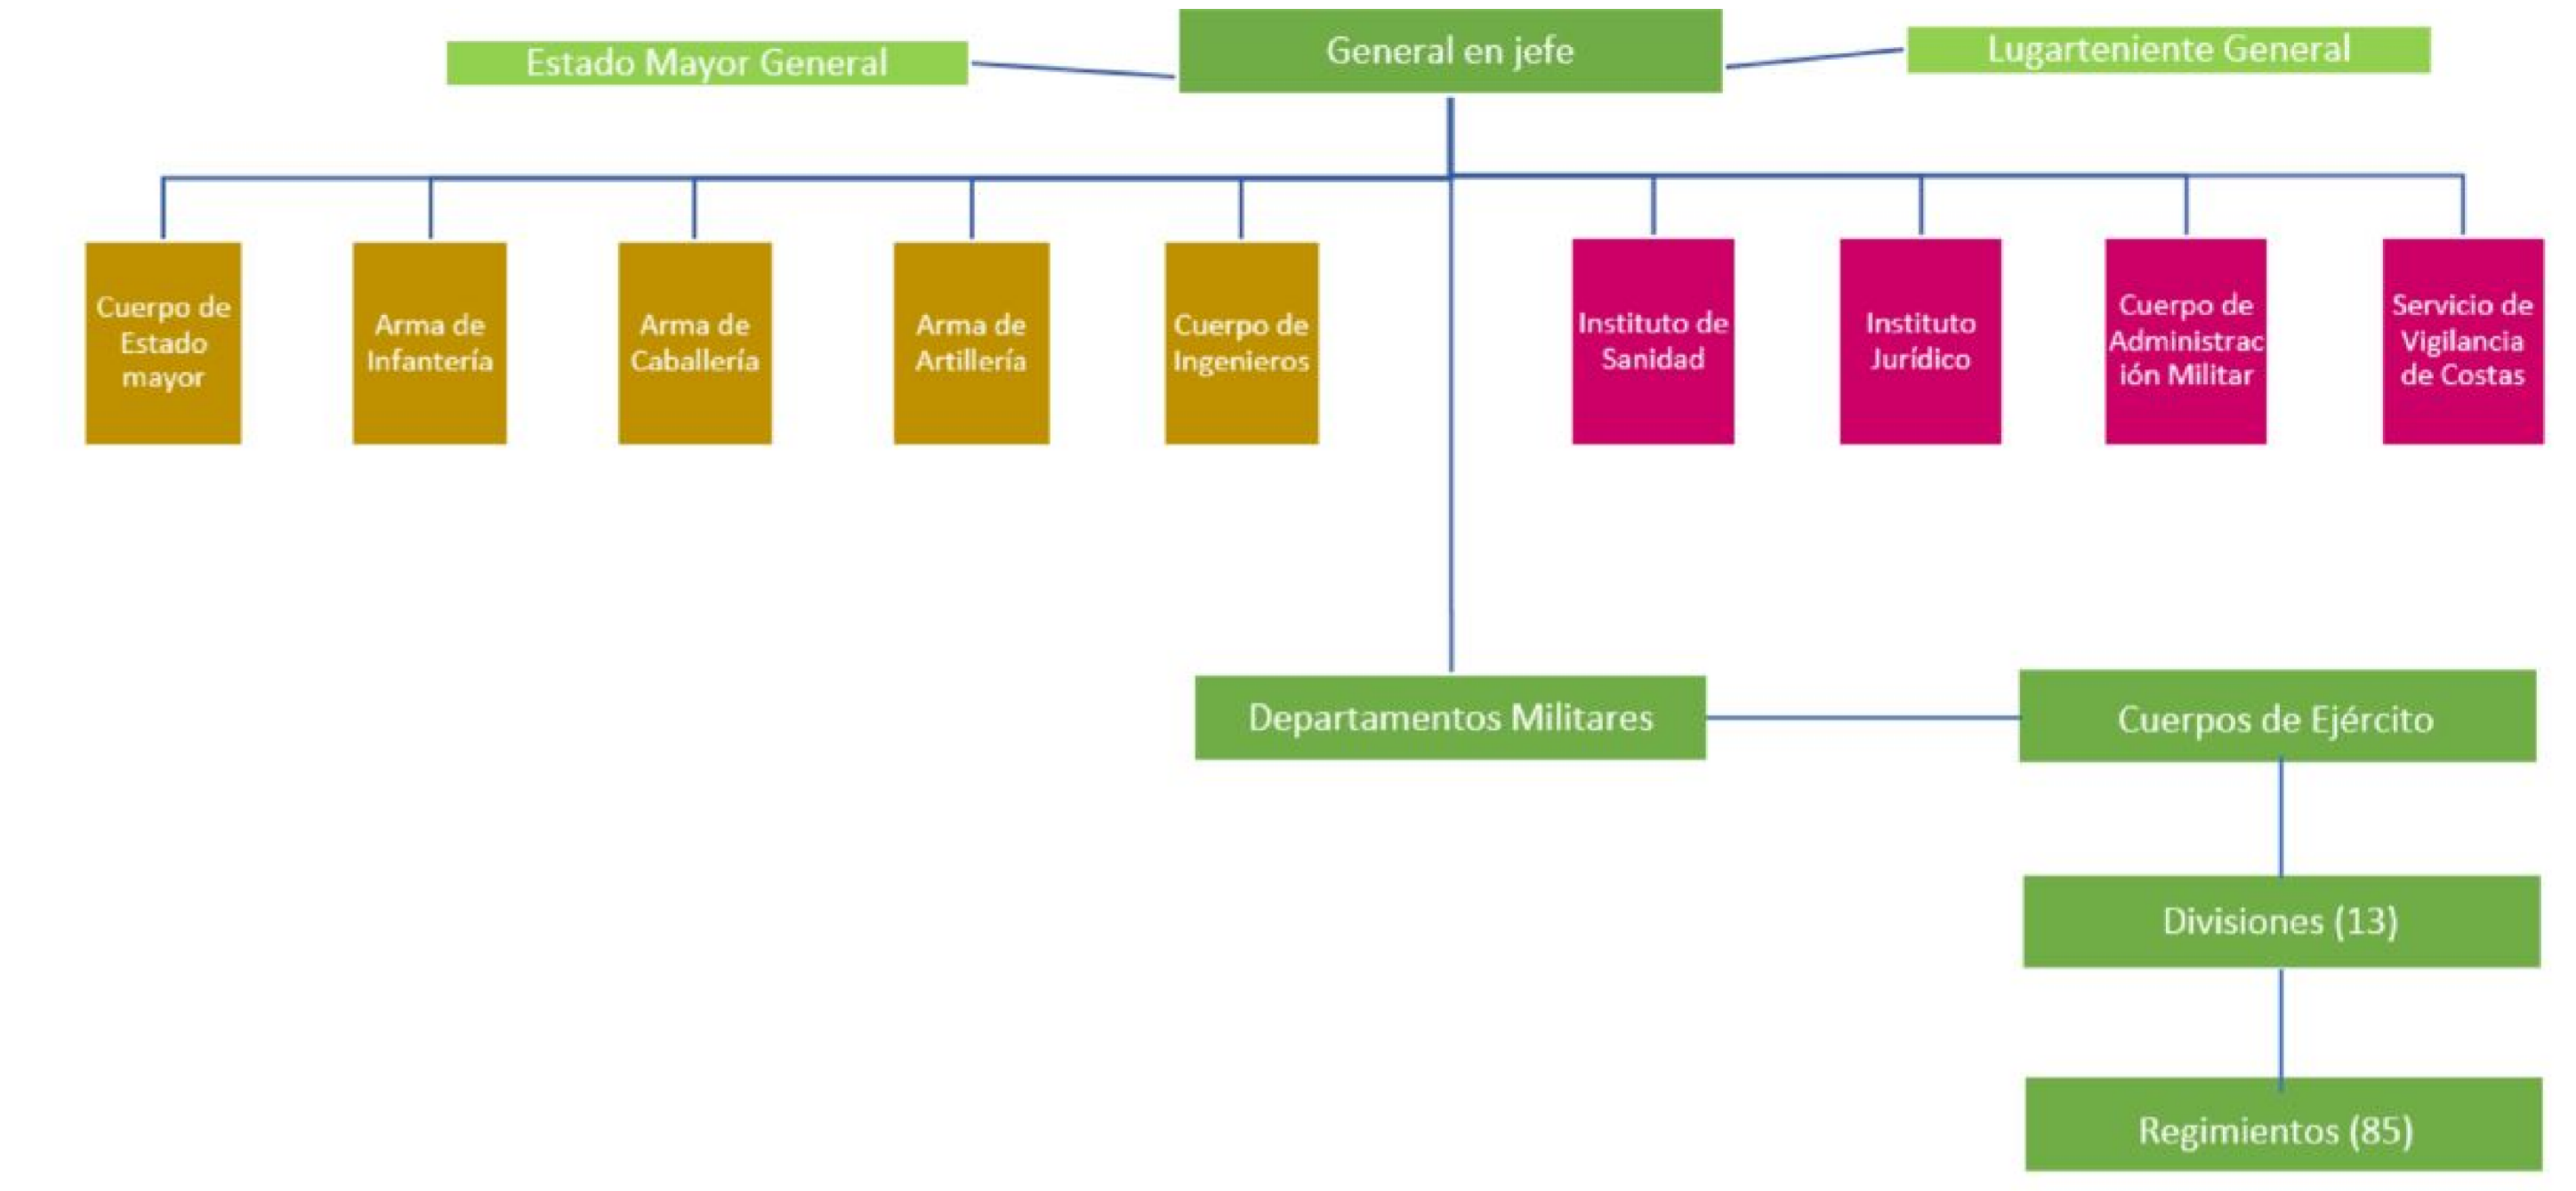 Estado Mayor General
General en jefe
Lugarteniente General
Cuerpo de
Estado
mayor
Arma de
Infantería
Arma de
Caballería
Arma de
Artillería
Cuerpo de
Ingenieros
Instituto de
Sanidad
Instituto
Jurídico
Cuerpo de
Administrac
ión Militar
Servicio de
Vigilancia
de Costas
Departamentos Militares
Cuerpos de Ejército
Divisiones (13)
Regimientos (85)